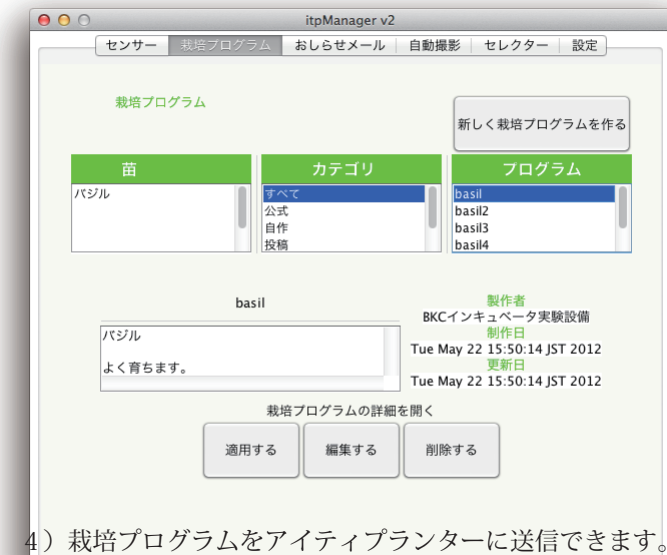 itpManager v2
センサー 栽培プログラム おしらせメール 自動撮影 セレクター 設定
栽培プログラム
新しく栽培プログラムを作る
苗 カテゴリ プログラム
バジル すべて basil
公式 basil2
自作 basil3
投稿 basil4
basil
製作者
BKCインキュベータ実験設備
バジル
制作日
Tue May 22 15:50:14 JST 2012
よく育ちます。
更新日
Tue May 22 15:50:14 JST 2012
栽培プログラムの詳細を開く
適用する 編集する 削除する
4）栽培プログラムをアイティプランターに送信できます。